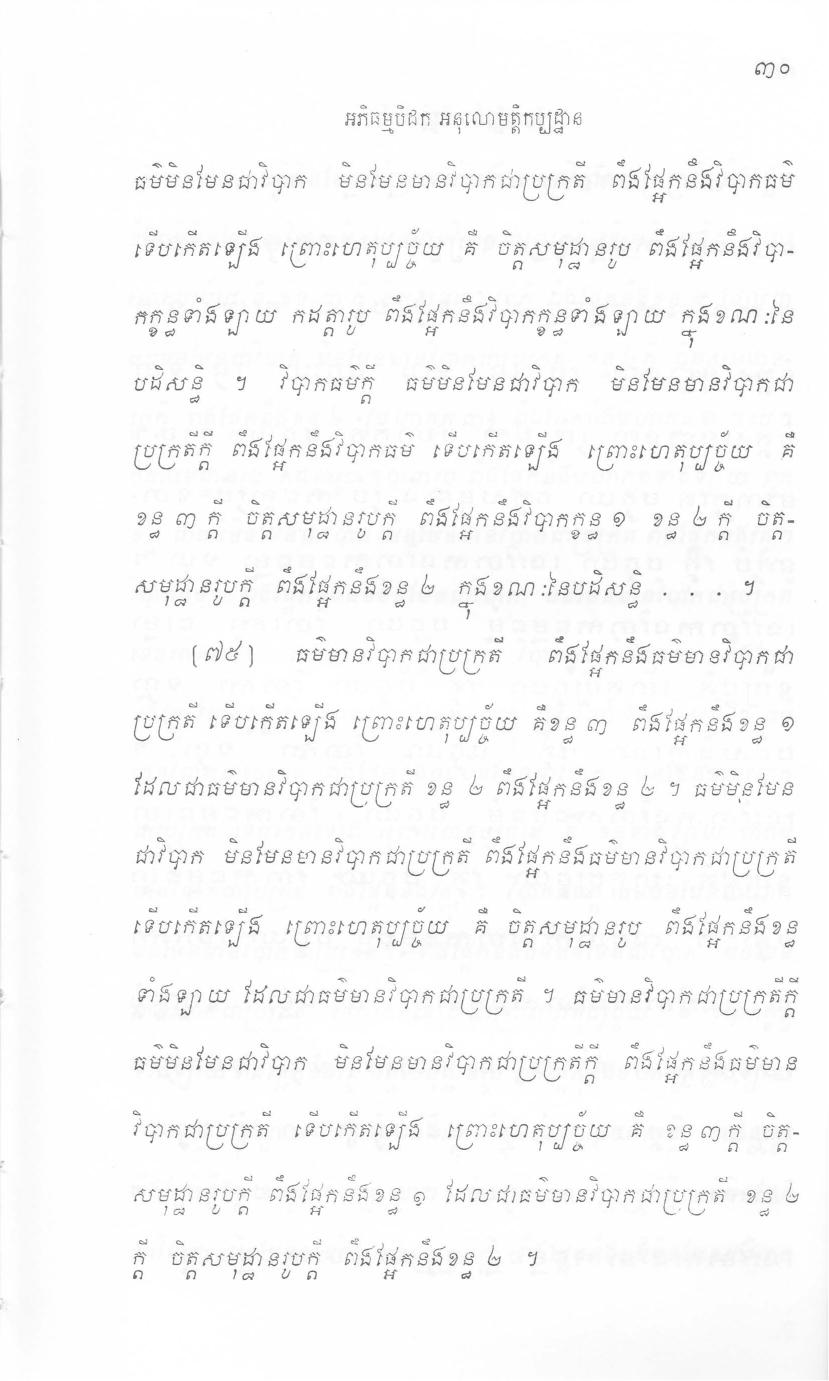 ៣០
អភិធម្មបិដក អនុលោមត្តិកប្បដ្ឋាន
ធម៌មិនមែនជាវិបាក មិនមែនមានវិបាកជាប្រក្រតី ពឹងផ្អែកនឹងវិបាកធម៌
ទើបកើតឡើង ព្រោះហេតុប្បច្ច័យ គឺ ចិត្តសមុដ្ឋានរូប ពឹងផ្អែកនឹងវិបា-
កក្ខន្ធទាំងឡាយ កដត្តារូប ពឹងផ្អែកនឹងវិបាកក្ខន្ធទាំងឡាយ ក្នុងខណៈនៃ
បដិសន្ធិ ។ វិបាកធម៌ក្តី ធម៌មិនមែនជាវិបាក មិនមែនមានវិបាកជា
ប្រក្រតីក្តី ពឹងផ្អែកនឹងវិបាកធម៌ ទើបកើតឡើង ព្រោះហេតុប្បច្ច័យ គឺ
ខន្ធ ៣ ក្តី ចិត្តសមុដ្ឋានរូបក្តី ពឹងផ្អែកនឹងវិបាកក្ខន្ធ ១ ខន្ធ ២ ក្តី ចិត្ត-
សមុដ្ឋានរូបក្តី ពឹងផ្អែកនឹងខន្ធ ២ ក្នុងខណៈនៃបដិសន្ធិ . . . ។
(៧៥) ធម៌មានវិបាកជាប្រក្រតី ពឹងផ្អែកនឹងធម៌មានវិបាកជា
ប្រក្រតី ទើបកើតឡើង ព្រោះហេតុប្បច្ច័យ គឺខន្ធ ៣ ពឹងផ្អែកនឹងខន្ធ ១
ដែលជាធម៌មានវិបាកជាប្រក្រតី ខន្ធ ២ ពឹងផ្អែកនឹងខន្ធ ២ ។ ធម៌មិនមែន
ជាវិបាក មិនមែនមានវិបាកជាប្រក្រតី ពឹងផ្អែកនឹងធម៌មានវិបាកជាប្រក្រតី
ទើបកើតឡើង ព្រោះហេតុប្បច្ច័យ គឺ ចិត្តសមុដ្ឋានរូប ពឹងផ្អែកនឹងខន្ធ
ទាំងឡាយ ដែលជាធម៌មានវិបាកជាប្រក្រតី ។ ធម៌មានវិបាកជាប្រក្រតីក្តី
ធម៌មិនមែនជាវិបាក មិនមែនមានវិបាកជាប្រក្រតីក្តី ពឹងផ្អែកនឹងធម៌មាន
វិបាកជាប្រក្រតី ទើបកើតឡើង ព្រោះហេតុប្បច្ច័យ គឺ ខន្ធ ៣ ក្តី ចិត្ត-
សមុដ្ឋានរូបក្តី ពឹងផ្អែកនឹងខន្ធ ១ ដែលជាធម៌មានវិបាកជាប្រក្រតី ខន្ធ ២
ក្តី ចិត្តសមុដ្ឋានរូបក្តី ពឹងផ្អែកនឹងខន្ធ ២ ។